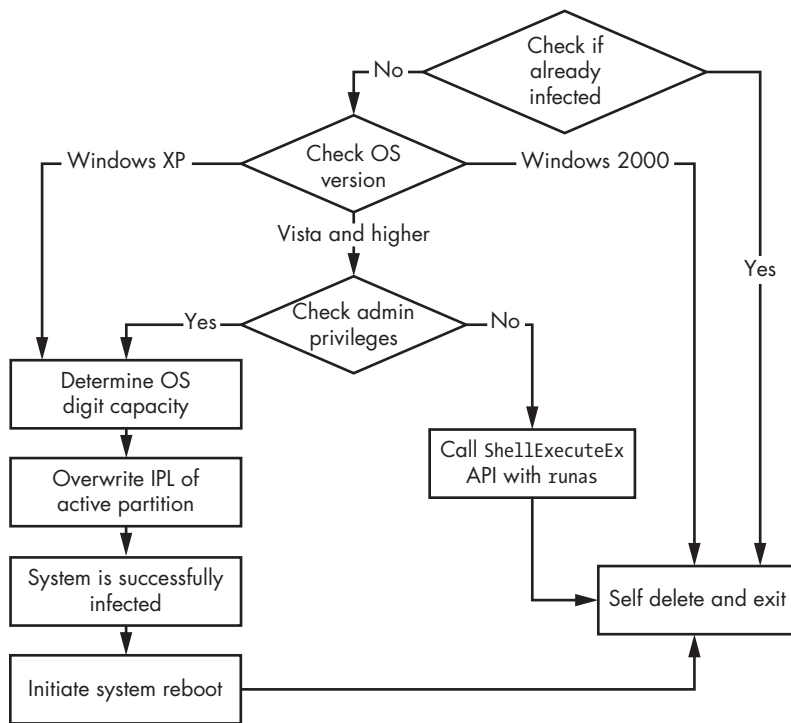 Check if
already
infected
No
Windows XP
Check OS
version
Windows 2000
Vista and higher
Yes
Check admin
privileges
Yes
No
Determine OS
digit capacity
Call ShellExecuteEx
API with runas
Overwrite IPL of
active partition
System is successfully
infected
Self delete and exit
Initiate system reboot